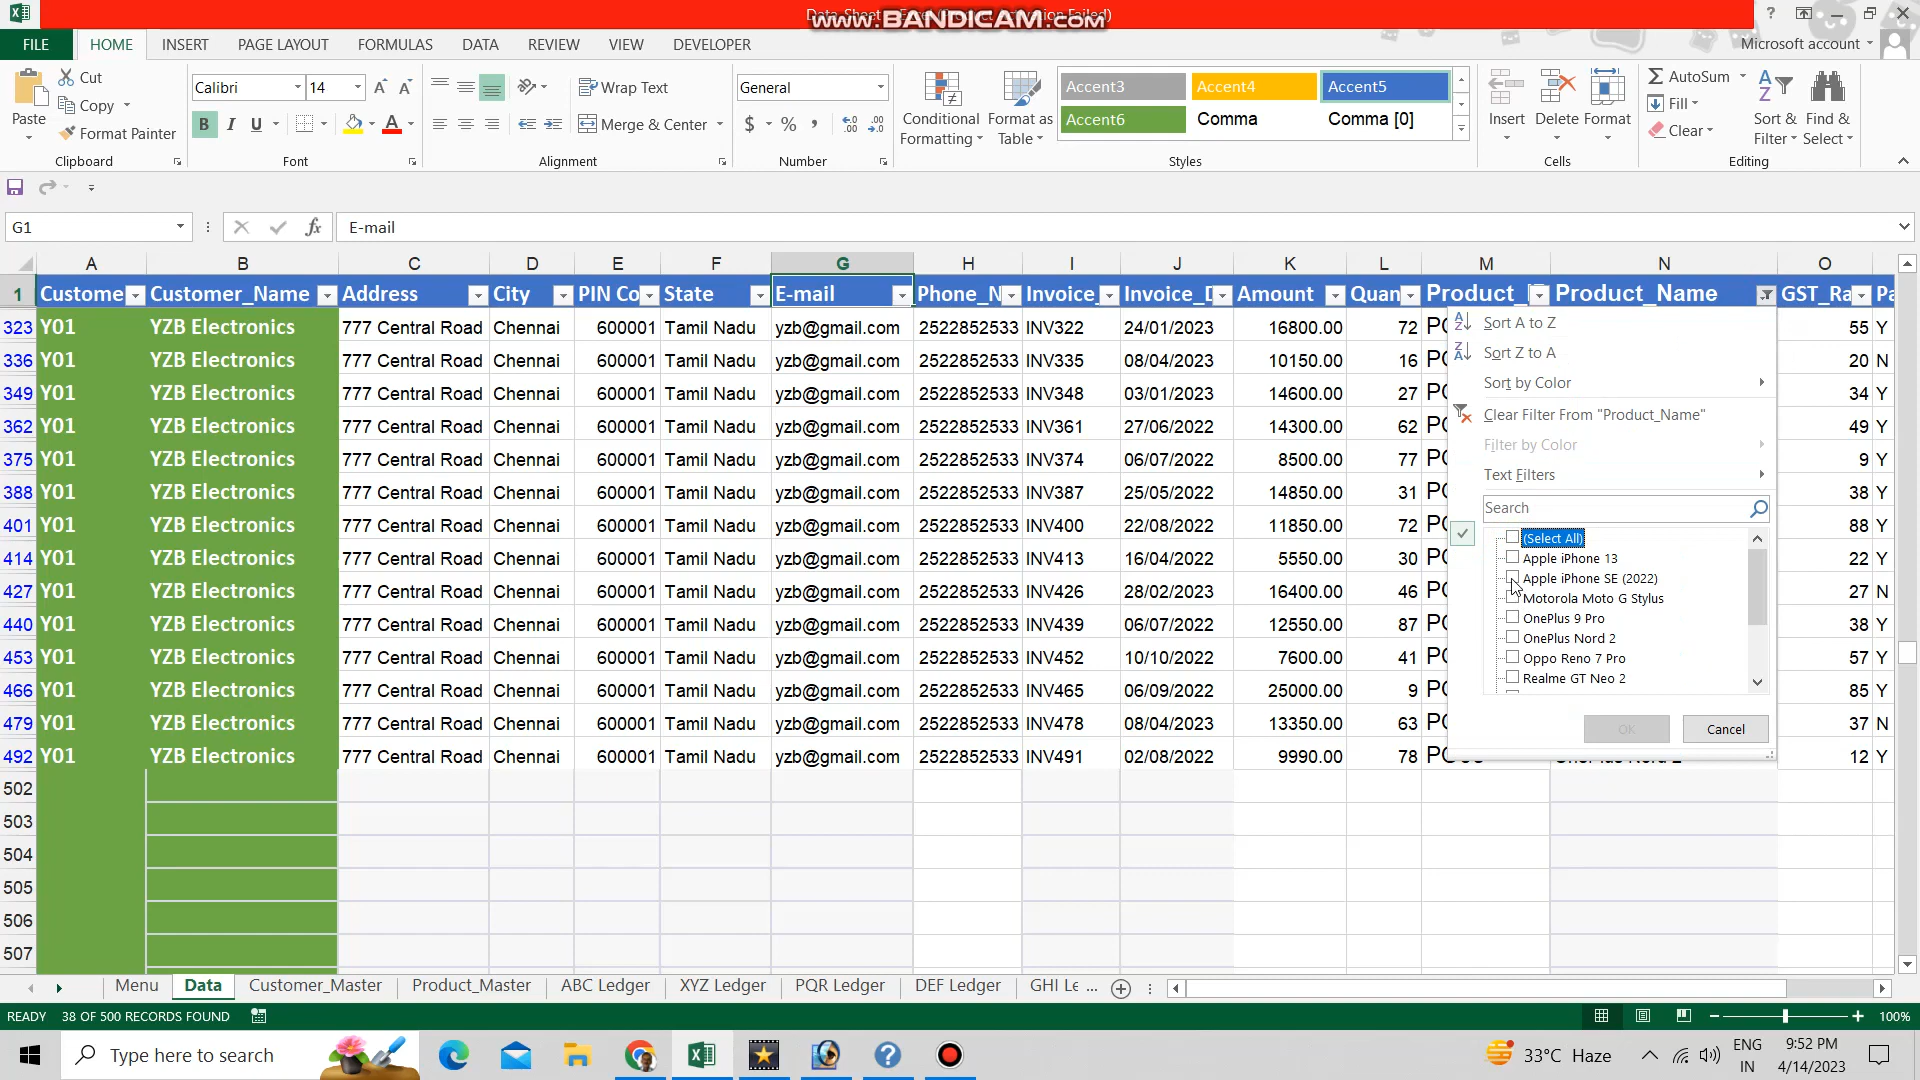 www.BANDICAM.com
FILE HOME INSERT PAGE LAYOUT FORMULAS DATA REVIEW VIEW DEVELOPER Microsoft account
Paste Cut Copy Format Painter
Calibri 14
B I U
Wrap Text
Merge & Center
General
$ %
Conditional Formatting
Format as Table
Accent3 Accent4 Accent5
Accent6 Comma Comma [0]
Insert Delete Format
AutoSum
Fill
Clear
Sort & Filter
Find & Select
Clipboard Font Alignment Number Styles Cells Editing
G1 fx E-mail
A B C D E F G H I J K L M N O
1 Custome Customer_Name Address City PIN Co State E-mail Phone_N Invoice_ Invoice_D Amount Quan Product_ Product_Name GST_Ra Pa
323 Y01 YZB Electronics 777 Central Road Chennai 600001 Tamil Nadu yzb@gmail.com 2522852533 INV322 24/01/2023 16800.00 72 55 Y
336 Y01 YZB Electronics 777 Central Road Chennai 600001 Tamil Nadu yzb@gmail.com 2522852533 INV335 08/04/2023 10150.00 16 20 N
349 Y01 YZB Electronics 777 Central Road Chennai 600001 Tamil Nadu yzb@gmail.com 2522852533 INV348 03/01/2023 14600.00 27 34 Y
362 Y01 YZB Electronics 777 Central Road Chennai 600001 Tamil Nadu yzb@gmail.com 2522852533 INV361 27/06/2022 14300.00 62 49 Y
375 Y01 YZB Electronics 777 Central Road Chennai 600001 Tamil Nadu yzb@gmail.com 2522852533 INV374 06/07/2022 8500.00 77 9 Y
388 Y01 YZB Electronics 777 Central Road Chennai 600001 Tamil Nadu yzb@gmail.com 2522852533 INV387 25/05/2022 14850.00 31 38 Y
401 Y01 YZB Electronics 777 Central Road Chennai 600001 Tamil Nadu yzb@gmail.com 2522852533 INV400 22/08/2022 11850.00 72 88 Y
414 Y01 YZB Electronics 777 Central Road Chennai 600001 Tamil Nadu yzb@gmail.com 2522852533 INV413 16/04/2022 5550.00 30 22 Y
427 Y01 YZB Electronics 777 Central Road Chennai 600001 Tamil Nadu yzb@gmail.com 2522852533 INV426 28/02/2023 16400.00 46 27 N
440 Y01 YZB Electronics 777 Central Road Chennai 600001 Tamil Nadu yzb@gmail.com 2522852533 INV439 06/07/2022 12550.00 87 38 Y
453 Y01 YZB Electronics 777 Central Road Chennai 600001 Tamil Nadu yzb@gmail.com 2522852533 INV452 10/10/2022 7600.00 41 57 Y
466 Y01 YZB Electronics 777 Central Road Chennai 600001 Tamil Nadu yzb@gmail.com 2522852533 INV465 06/09/2022 25000.00 9 85 Y
479 Y01 YZB Electronics 777 Central Road Chennai 600001 Tamil Nadu yzb@gmail.com 2522852533 INV478 08/04/2023 13350.00 63 37 N
492 Y01 YZB Electronics 777 Central Road Chennai 600001 Tamil Nadu yzb@gmail.com 2522852533 INV491 02/08/2022 9990.00 78 12 Y
502
503
504
505
506
507
Sort A to Z
Sort Z to A
Sort by Color
Clear Filter From "Product_Name"
Filter by Color
Text Filters
Search
(Select All)
Apple iPhone 13
Apple iPhone SE (2022)
Motorola Moto G Stylus
OnePlus 9 Pro
OnePlus Nord 2
Oppo Reno 7 Pro
Realme GT Neo 2
OK Cancel
Menu Data Customer_Master Product_Master ABC Ledger XYZ Ledger PQR Ledger DEF Ledger GHI Le ...
READY 38 OF 500 RECORDS FOUND 100%
Type here to search 33°C Haze ENG IN 9:52 PM 4/14/2023